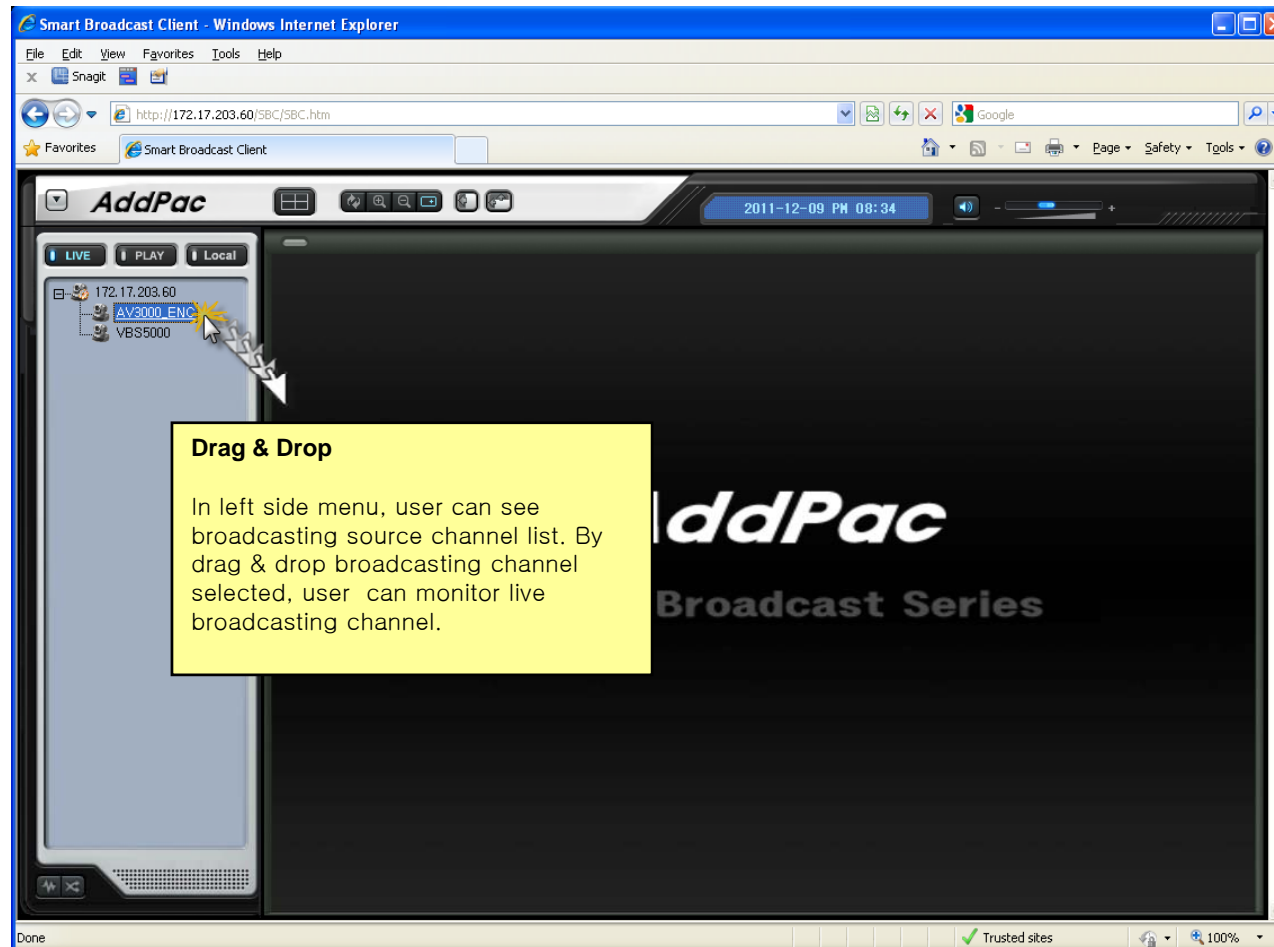 Smart Broadcast Client - Windows Internet Explorer
File Edit View Favorites Tools Help
x Snagit
http://172.17.203.60/SBC/SBC.htm
Google
Favorites Smart Broadcast Client
Page Safety Tools
AddPac
2011-12-09 PM 08:34
- +
LIVE PLAY Local
172.17.203.60
AV3000_ENC
VBS5000
Drag & Drop
In left side menu, user can see
broadcasting source channel list. By
drag & drop broadcasting channel
selected, user can monitor live
broadcasting channel.
ddPac
Broadcast Series
Done
Trusted sites
100%